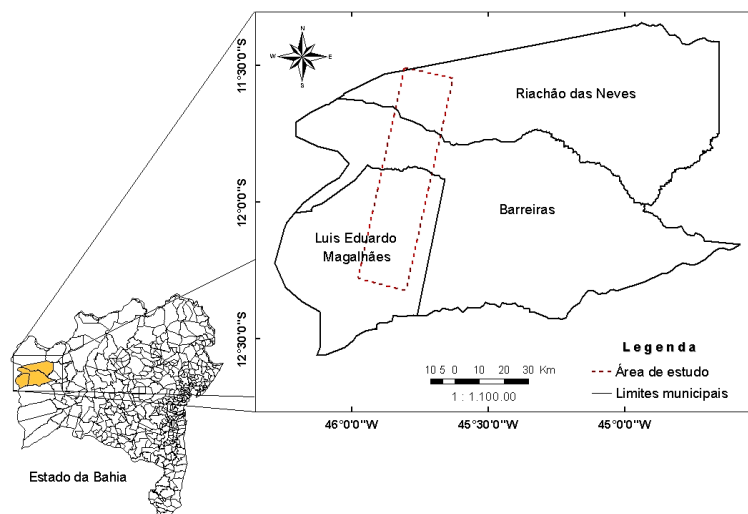 N
W
E
S
11°30'0"S
12°0'0"S
12°30'0"S
Riachão das Neves
Barreiras
Luis Eduardo
Magalhães
Legenda
Área de estudo
Limites municipais
10 5 0 10 20 30 Km
1 : 1.100.00
46°0'0"W
45°30'0"W
45°0'0"W
Estado da Bahia